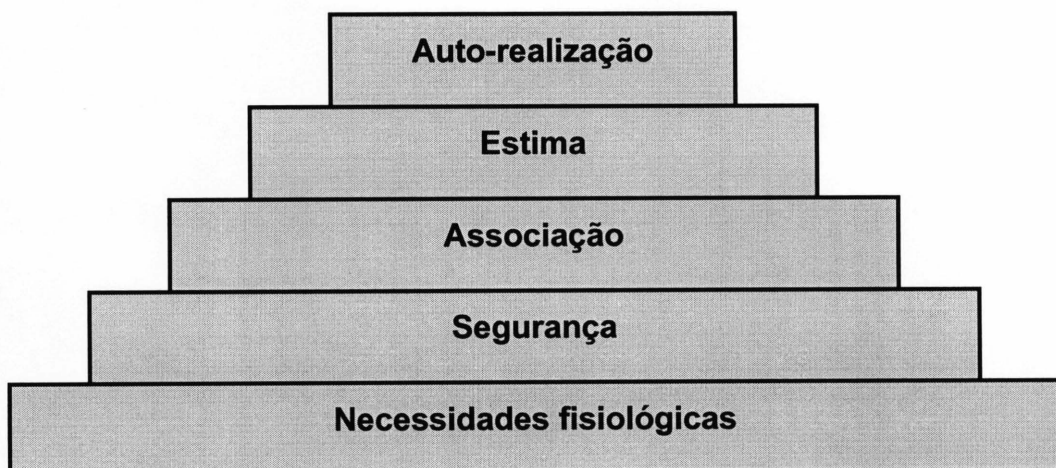 Auto-realização
Estima
Associação
Segurança
Necessidades fisiológicas